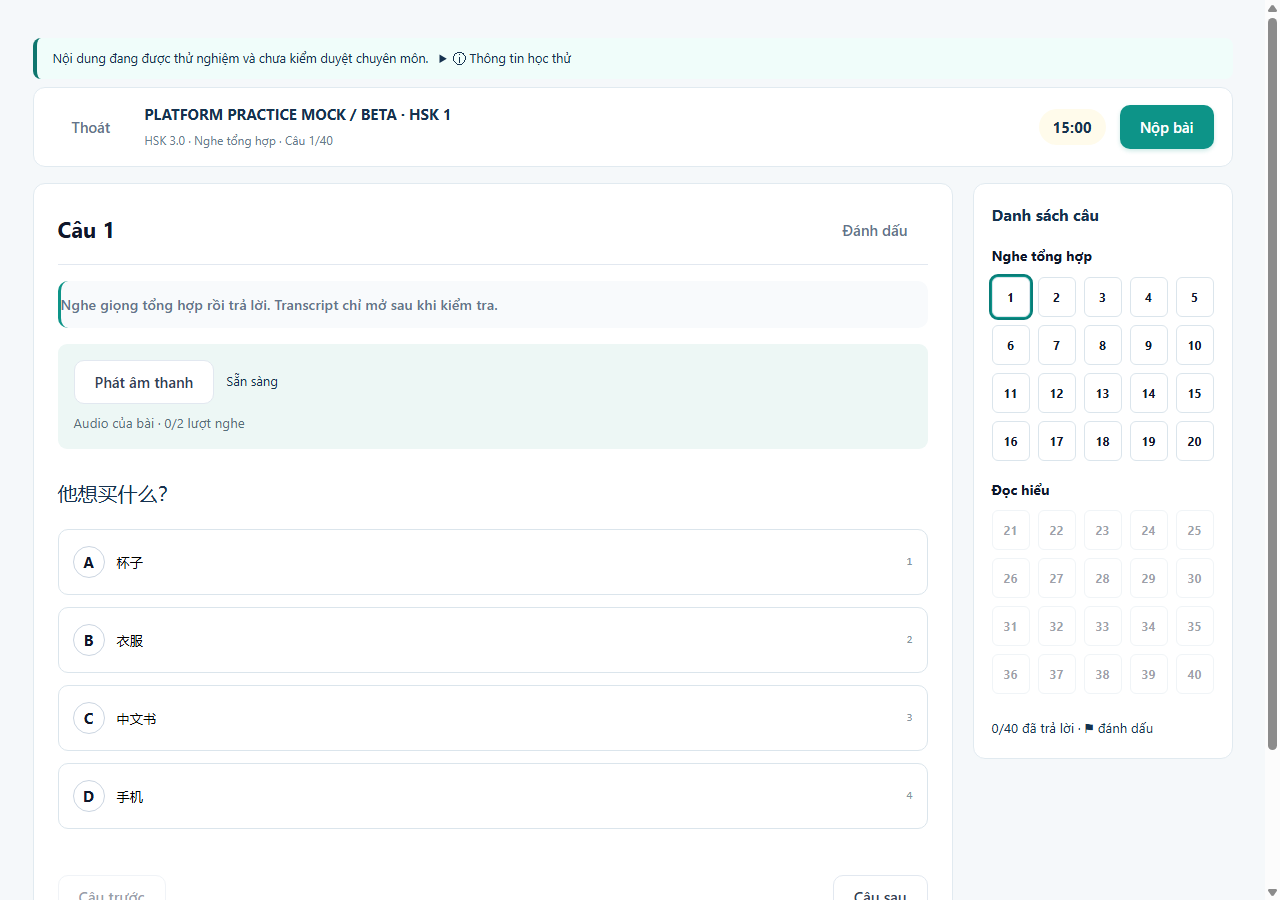 Nội dung đang được thử nghiệm và chưa kiểm duyệt chuyên môn. ▶ ⓘ Thông tin học thử
Thoát
PLATFORM PRACTICE MOCK / BETA · HSK 1
HSK 3.0 · Nghe tổng hợp · Câu 1/40
15:00
Nộp bài
Câu 1
Đánh dấu
Nghe giọng tổng hợp rồi trả lời. Transcript chỉ mở sau khi kiểm tra.
Phát âm thanh
Sẵn sàng
Audio của bài · 0/2 lượt nghe
他想买什么?
A 杯子 1
B 衣服 2
C 中文书 3
D 手机 4
Câu trước
Câu sau
Danh sách câu
Nghe tổng hợp
1 2 3 4 5
6 7 8 9 10
11 12 13 14 15
16 17 18 19 20
Đọc hiểu
21 22 23 24 25
26 27 28 29 30
31 32 33 34 35
36 37 38 39 40
0/40 đã trả lời · ⚑ đánh dấu